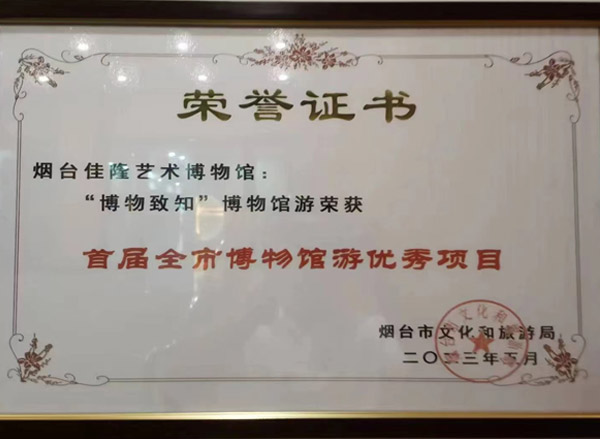 荣誉证书
烟台佳隆艺术博物馆：
“博物致知”博物馆游荣获
首届全市博物馆游优秀项目
烟台市文化和旅游局
二〇二三年五月